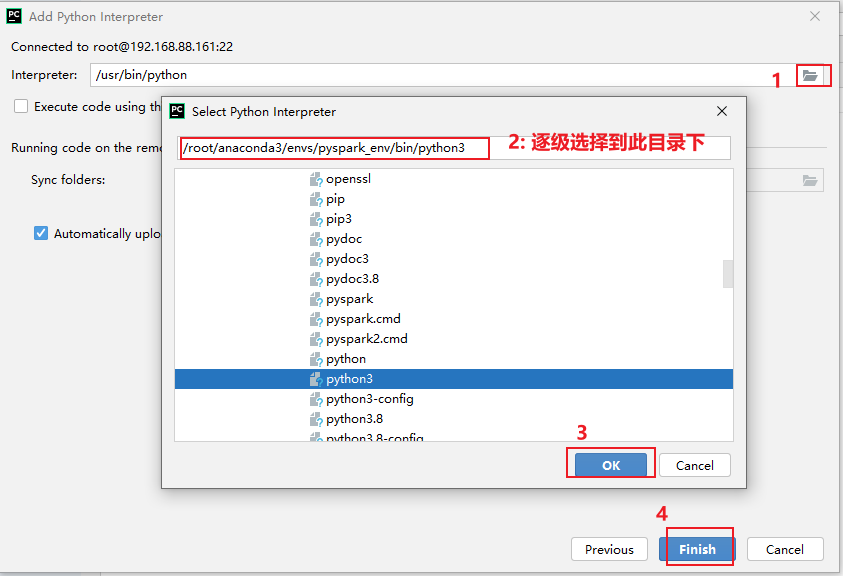 PC Add Python Interpreter
Connected to root@192.168.88.161:22
Interpreter: /usr/bin/python
1
Execute code using th
PC Select Python Interpreter
/root/anaconda3/envs/pyspark_env/bin/python3
2: 逐级选择到此目录下
Running code on the remo
Sync folders:
Automatically uplo
openssl
pip
pip3
pydoc
pydoc3
pydoc3.8
pyspark
pyspark.cmd
pyspark2.cmd
python
python3
python3-config
python3.8
python3.8-config
3
OK Cancel
4
Previous Finish Cancel